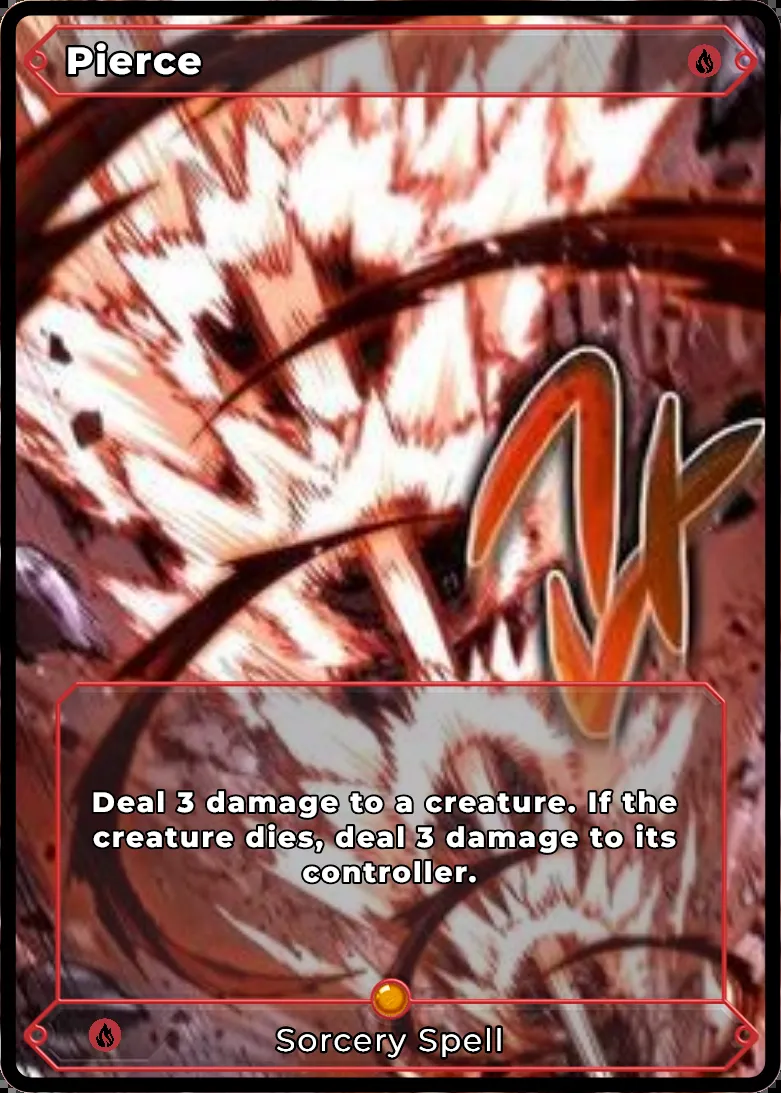 Pierce
Deal 3 damage to a creature. If the
creature dies, deal 3 damage to its
controller.
Sorcery Spell